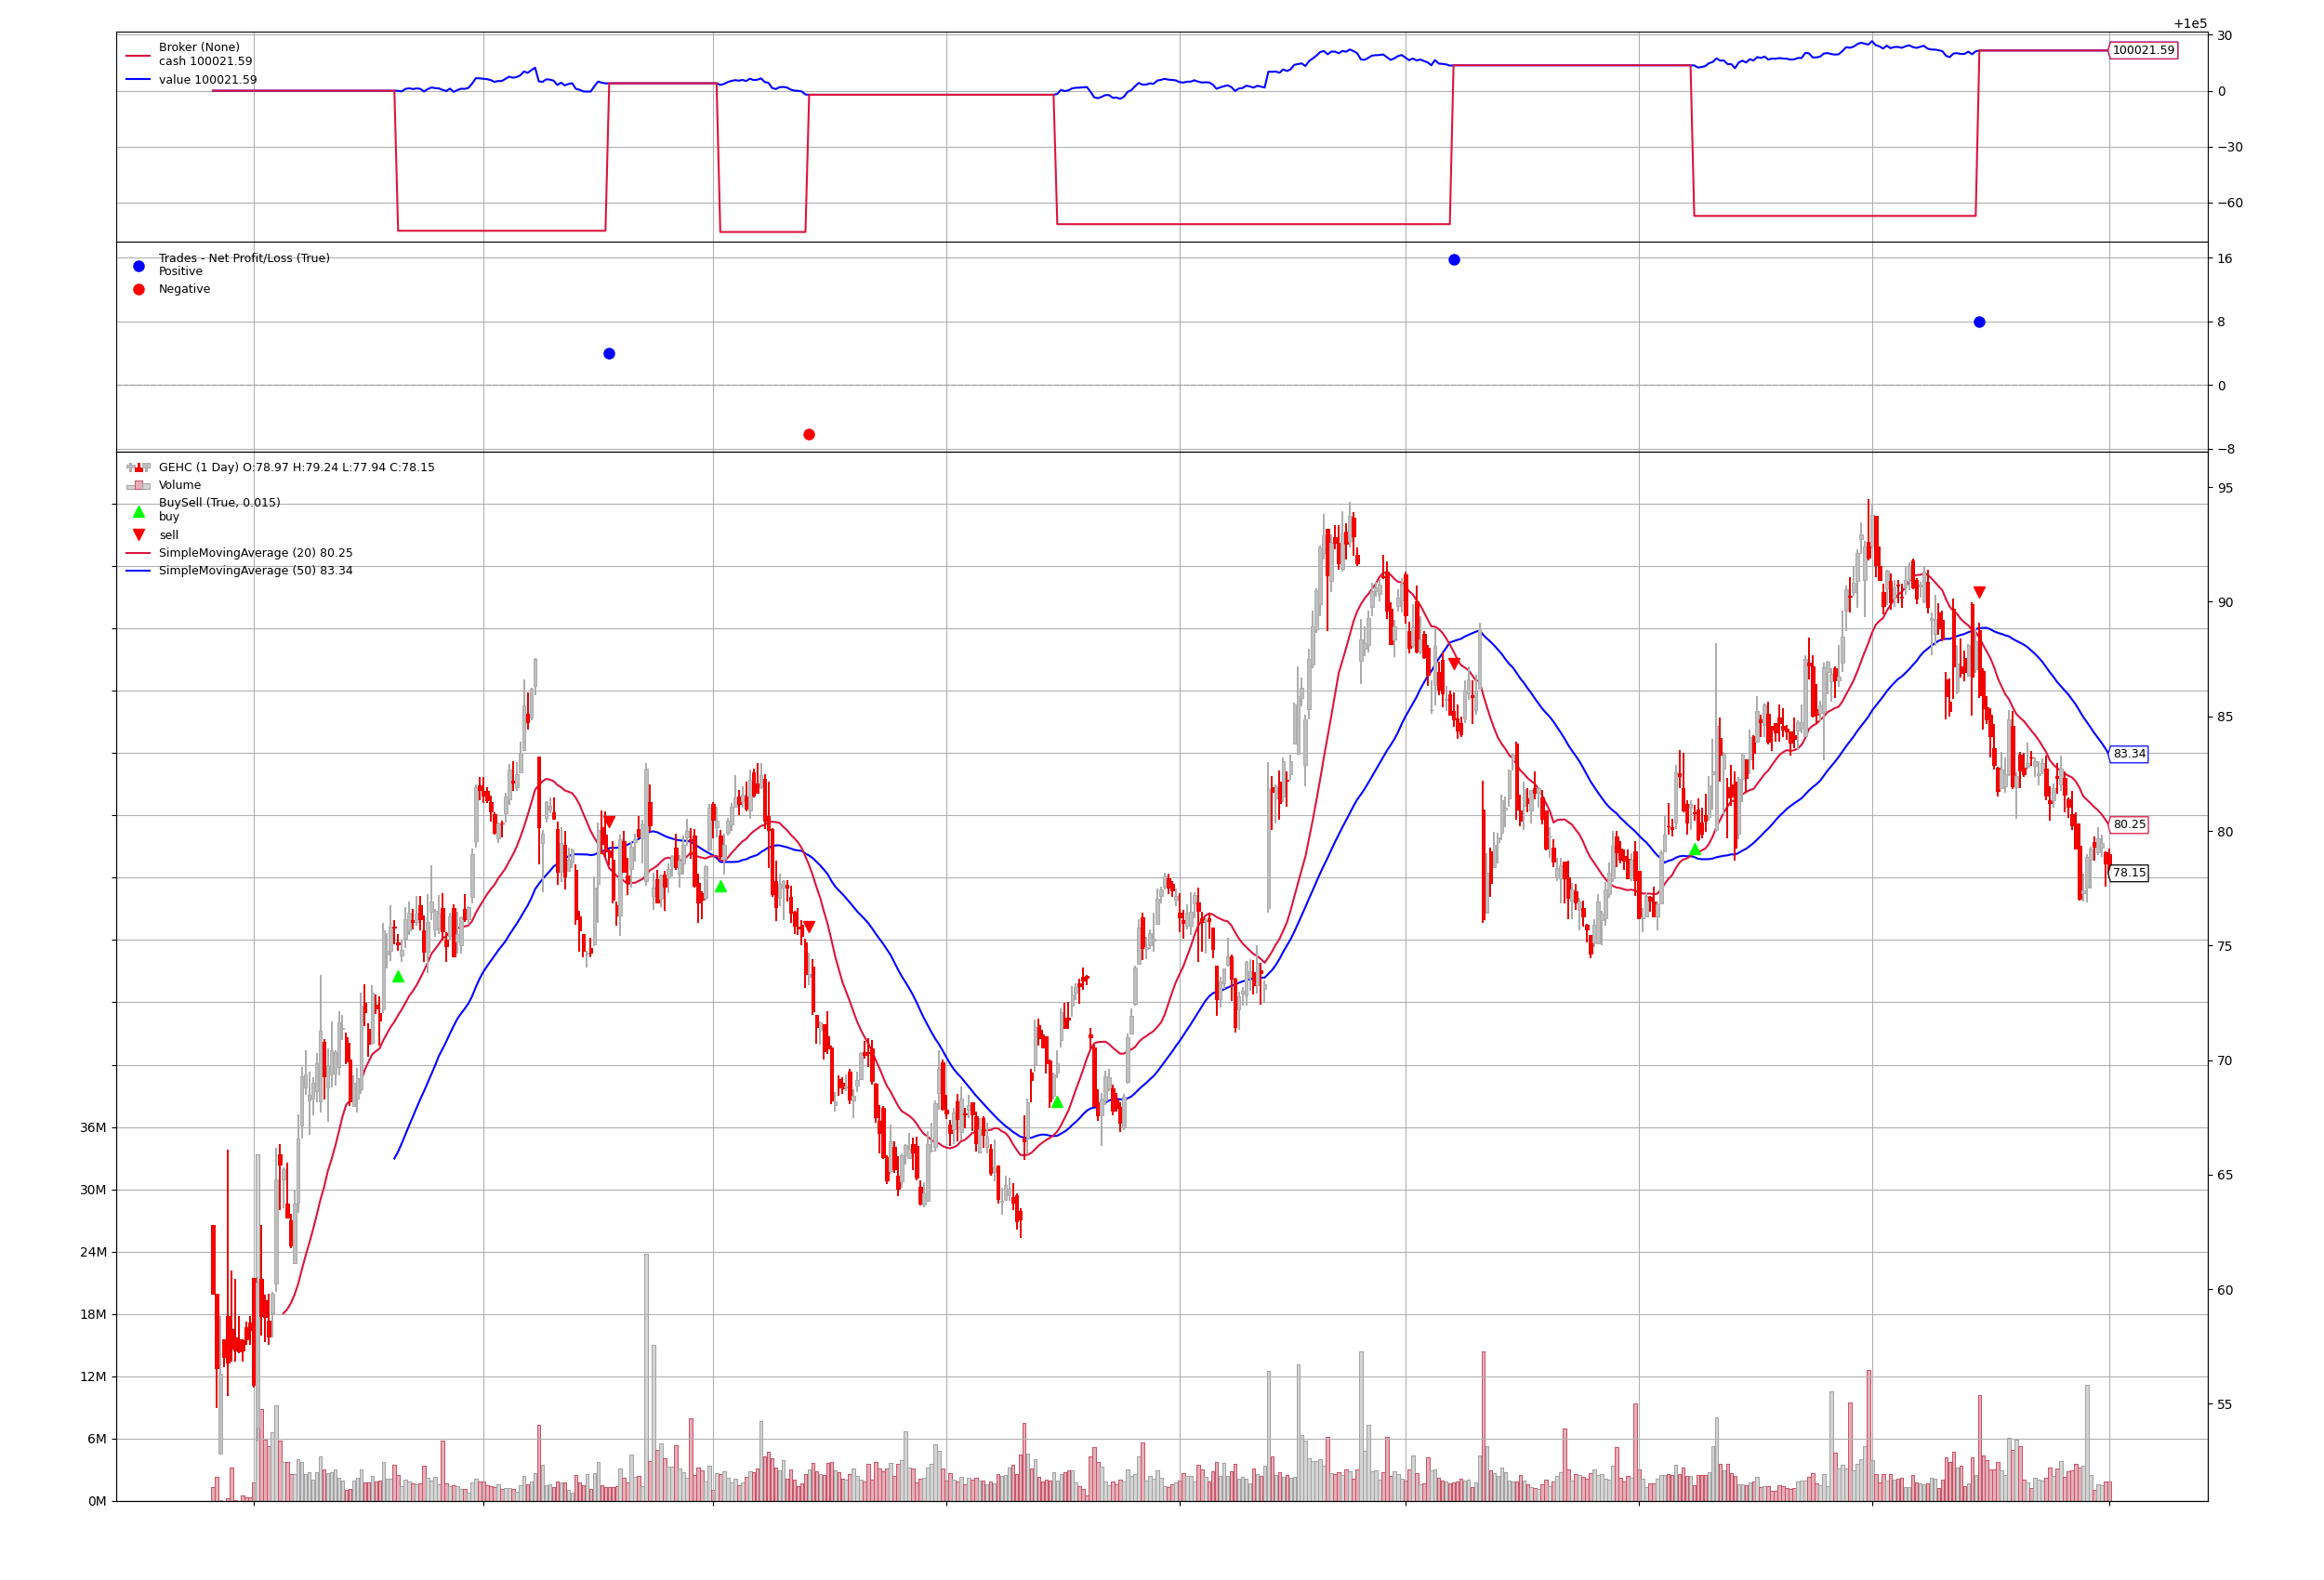 +1e5
Broker (None)
cash 100021.59
value 100021.59
100021.59
30
0
−30
−60
Trades - Net Profit/Loss (True)
Positive
Negative
16
8
0
−8
GEHC (1 Day) O:78.97 H:79.24 L:77.94 C:78.15
Volume
BuySell (True, 0.015)
buy
sell
SimpleMovingAverage (20) 80.25
SimpleMovingAverage (50) 83.34
95
90
85
83.34
80.25
80
78.15
75
70
65
60
55
36M
30M
24M
18M
12M
6M
0M